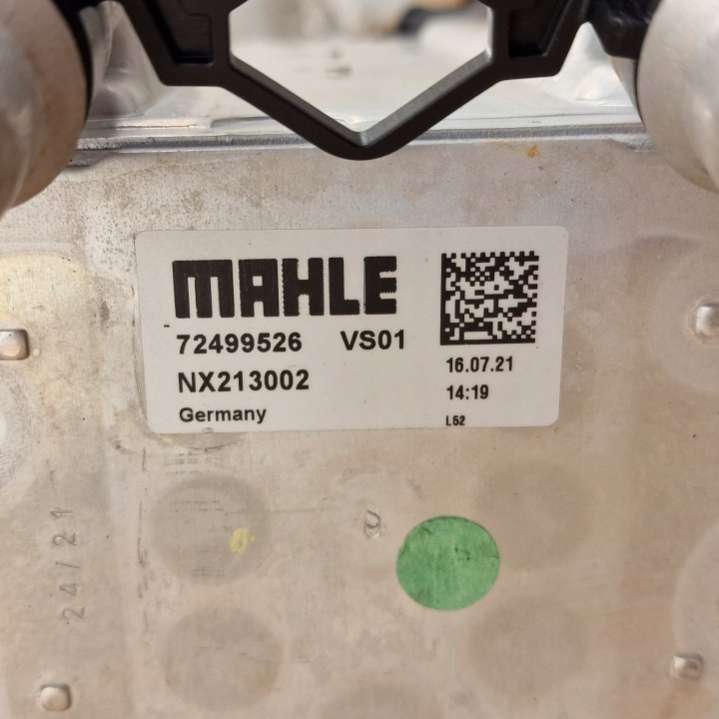 MAHLE
72499526 VS01
NX213002
Germany
16.07.21
14:19
L52
24/21